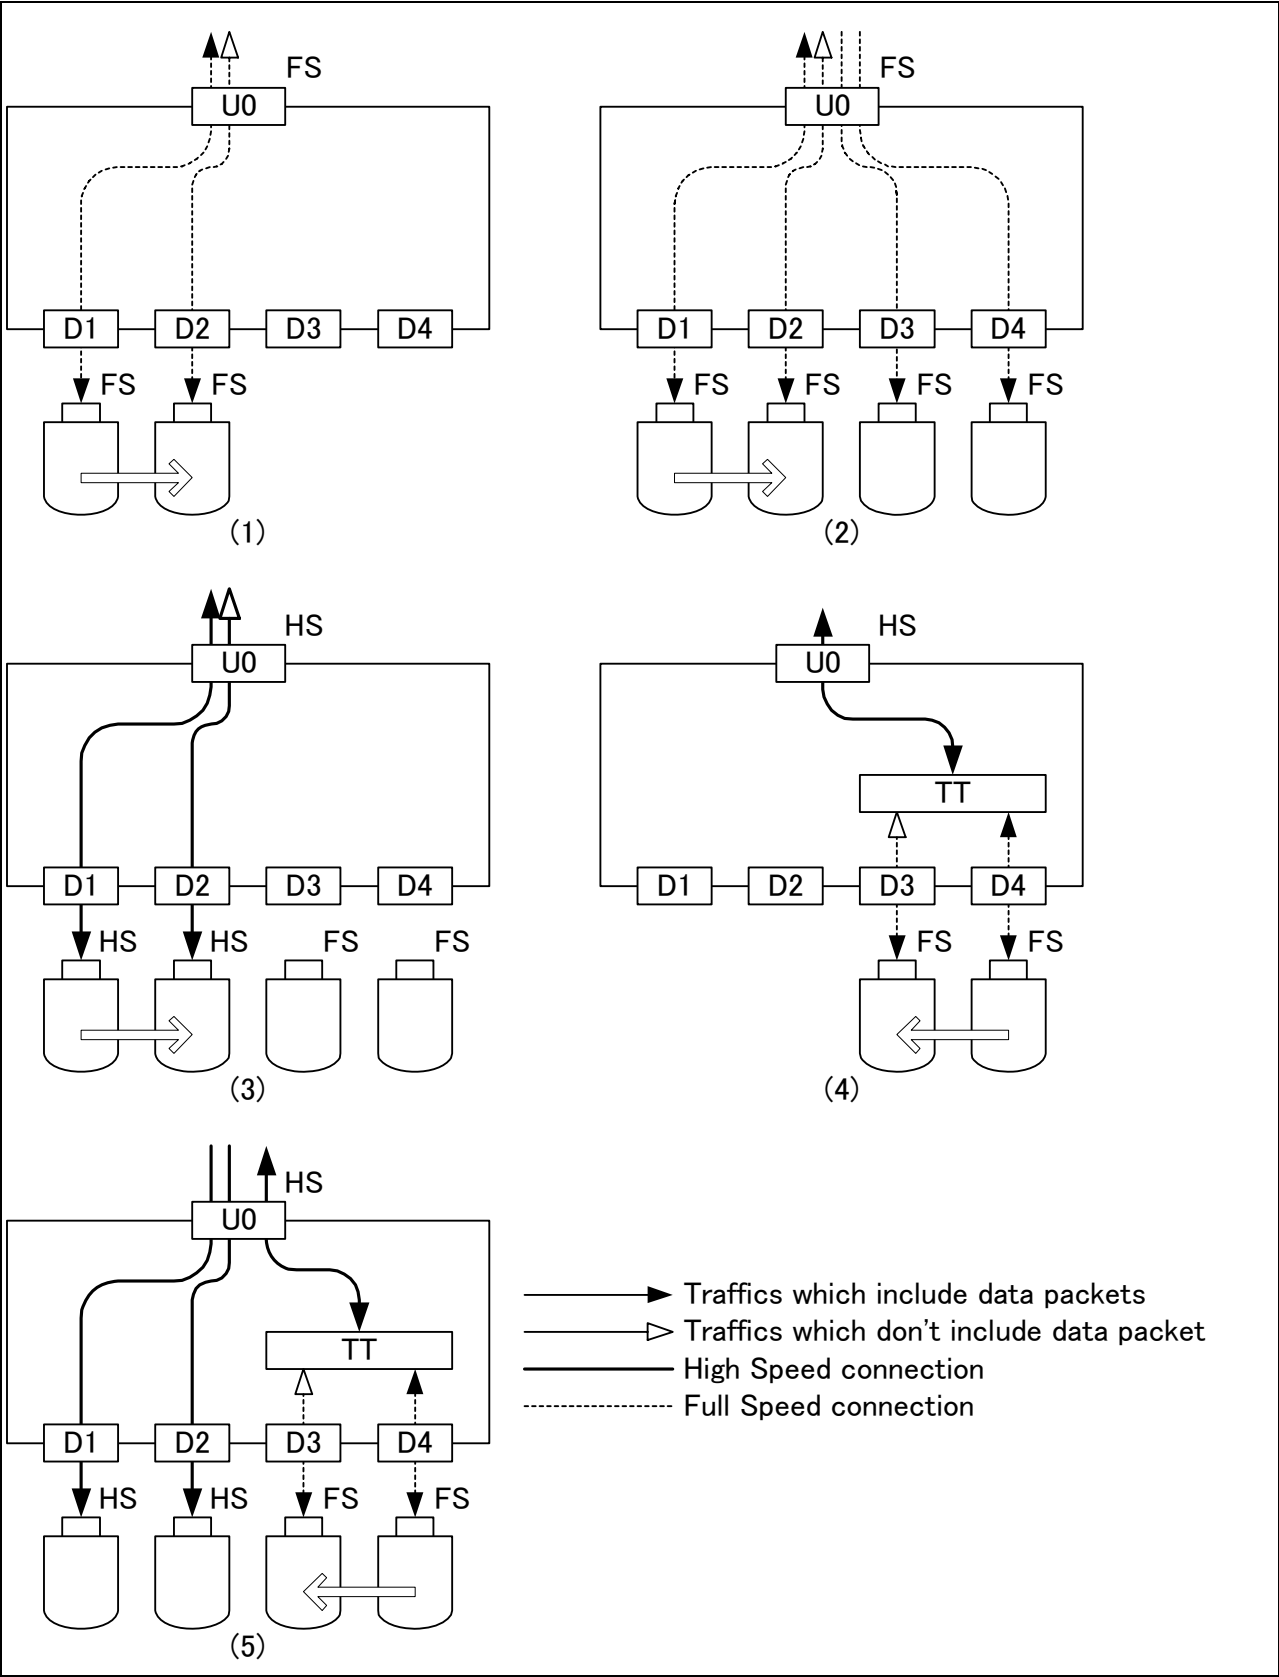 FS
U0
D1 D2 D3 D4
FS FS
(1)
FS
U0
D1 D2 D3 D4
FS FS FS FS
(2)
HS
U0
D1 D2 D3 D4
HS HS FS FS
(3)
HS
U0
TT
D1 D2 D3 D4
FS FS
(4)
HS
U0
TT
D1 D2 D3 D4
HS HS FS FS
(5)
Traffics which include data packets
Traffics which don't include data packet
High Speed connection
Full Speed connection